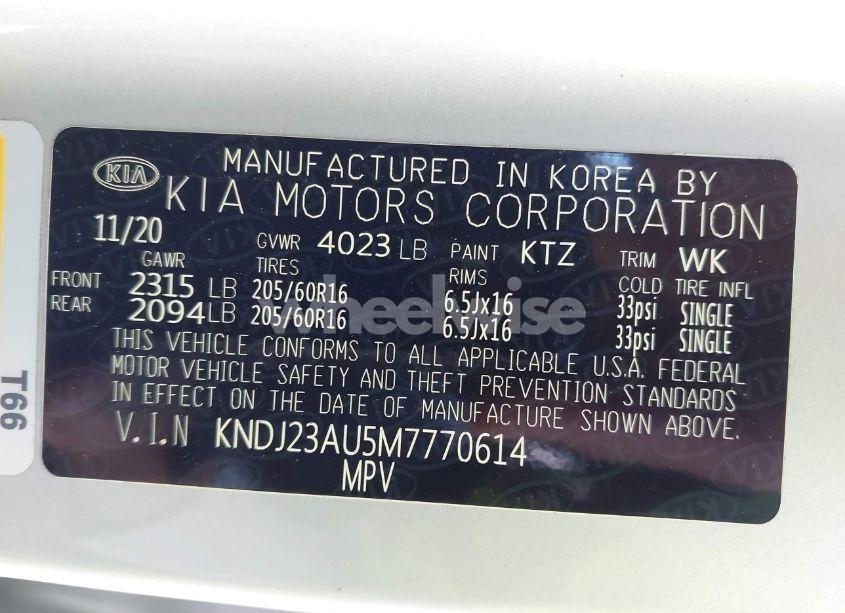 KIA MANUFACTURED IN KOREA BY
KIA MOTORS CORPORATION
11/20 GVWR 4023 LB PAINT KTZ TRIM WK
GAWR TIRES RIMS COLD TIRE INFL
FRONT 2315 LB 205/60R16 6.5Jx16 33psi SINGLE
REAR 2094 LB 205/60R16 6.5Jx16 33psi SINGLE
THIS VEHICLE CONFORMS TO ALL APPLICABLE U.S.A. FEDERAL
MOTOR VEHICLE SAFETY AND THEFT PREVENTION STANDARDS
IN EFFECT ON THE DATE OF MANUFACTURE SHOWN ABOVE.
V.I.N KNDJ23AU5M7770614
MPV
T66